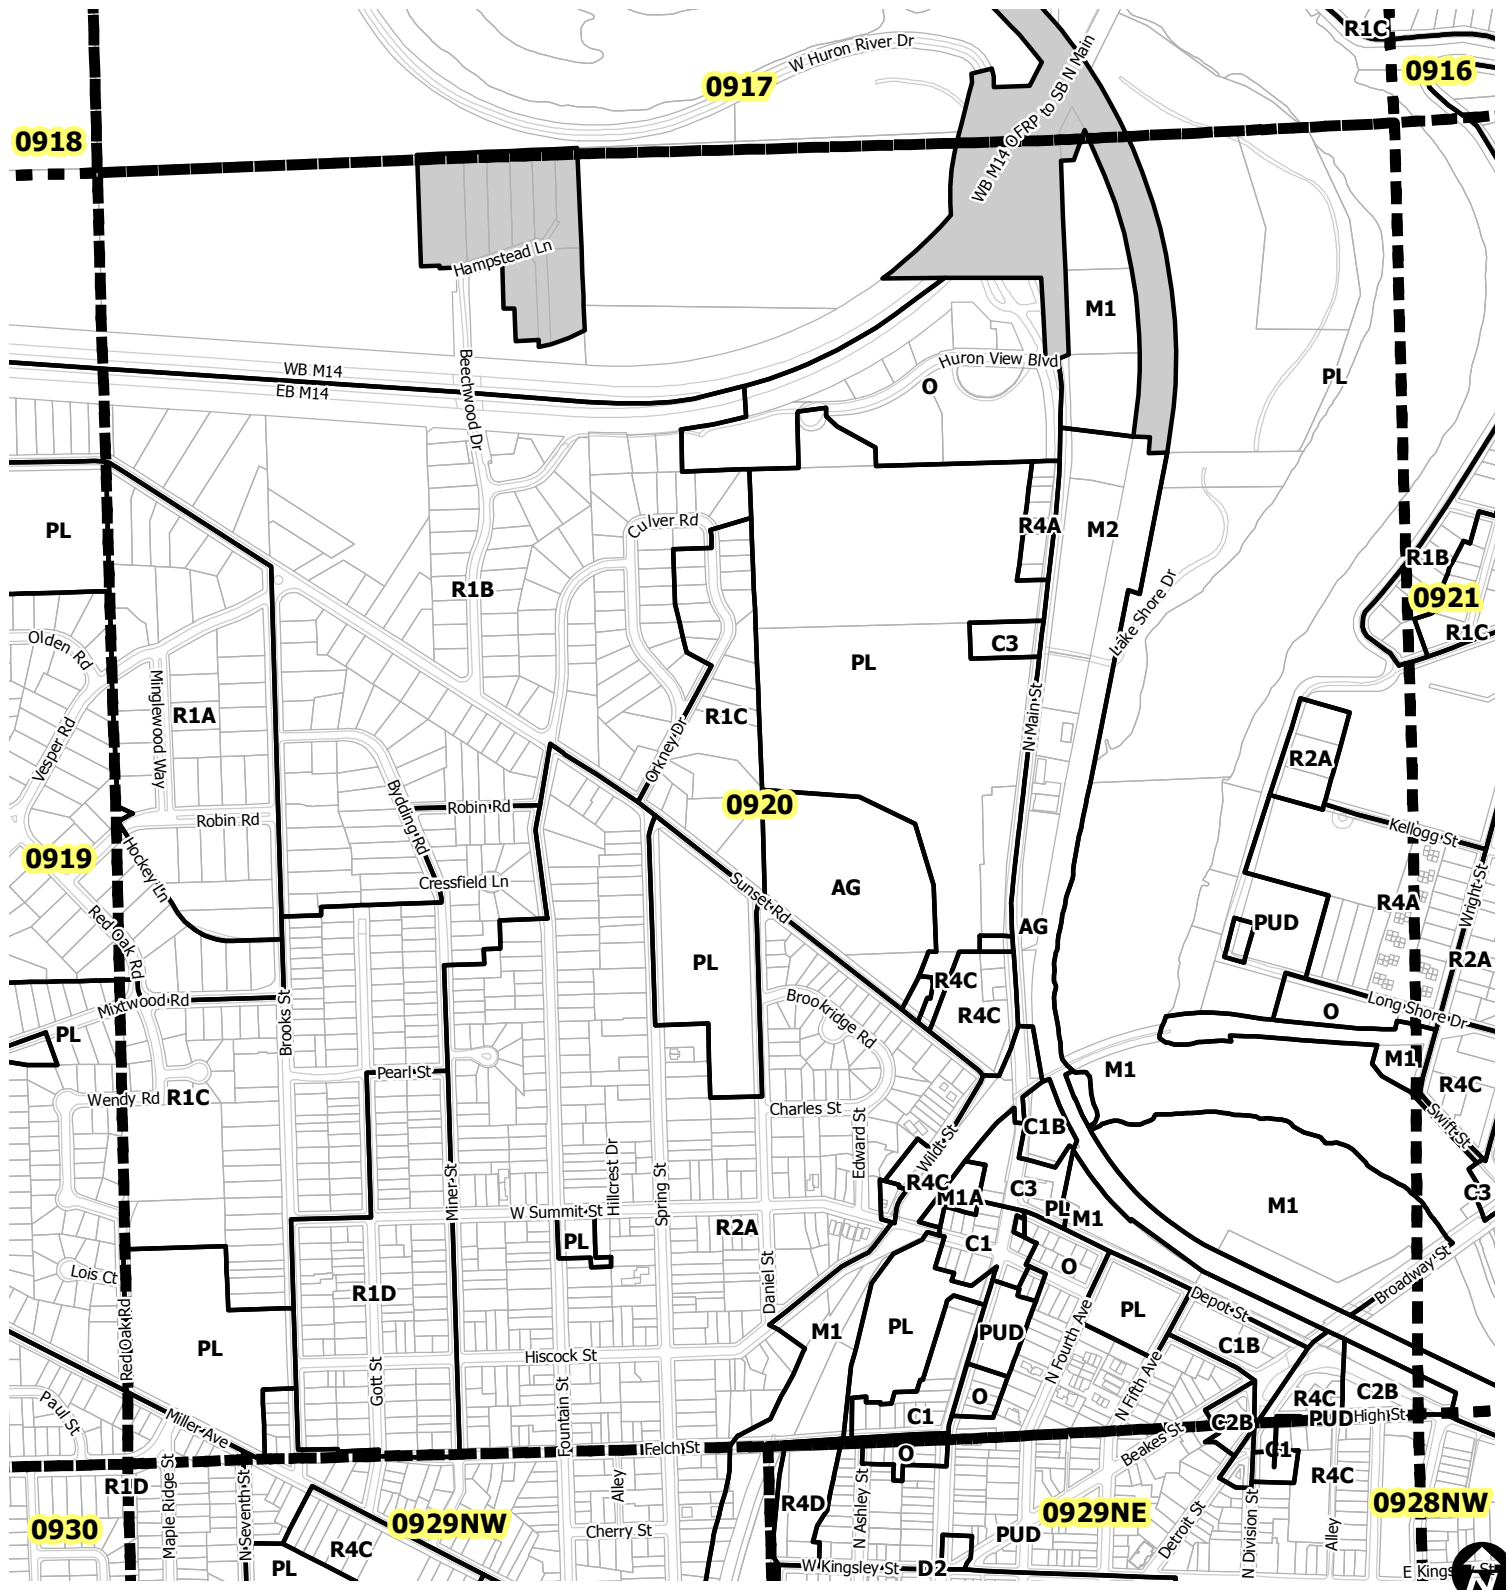 R1C
W Huron River Dr
0916
0917
WB M14 OFRP to SB N Main
0918
Hampstead Ln
M1
WB M14
EB M14
Beechwood Dr
Huron View Blvd
O
PL
PL
Culver Rd
R4A
M2
R1B
R1B
0921
R1C
Lake Shore Dr
Olden Rd
C3
PL
Minglewood Way
R1A
R1C
N Main St
Vesper Rd
Orkney Dr
R2A
Bydding Rd
Robin Rd
0920
Robin Rd
Kellogg St
0919
Hockey Ln
Cressfield Ln
Sunset Rd
AG
Wright St
R4A
Red Oak Rd
AG
PUD
PL
R2A
R4C
Mixtwood Rd
Brookridge Rd
R4C
O
Long Shore Dr
PL
Brooks St
M1
M1
Pearl St
R4C
Wendy Rd
R1C
Charles St
C1B
Swift St
Edward St
Wildt St
Hillcrest Dr
Miner St
Spring St
R4C
M1A
C3
C3
PL
M1
M1
W Summit St
PL
R2A
C1
O
Lois Ct
Daniel St
Broadway St
R1D
Depot St
PL
Red Oak Rd
M1
PL
PUD
C1B
PL
Hiscock St
N Fourth Ave
N Fifth Ave
Gott St
Fountain St
O
R4C
C2B
Paul St
Miller Ave
C1
C2B
PUD
High St
Felch St
O
Beakes St
C1
R1D
Maple Ridge St
N Seventh St
Alley
R4D
N Ashley St
R4C
0930
0929NW
0929NE
0928NW
Cherry St
PUD
Detroit St
N Division St
Alley
R4C
PL
W Kingsley St
D2
E Kingsley St
N